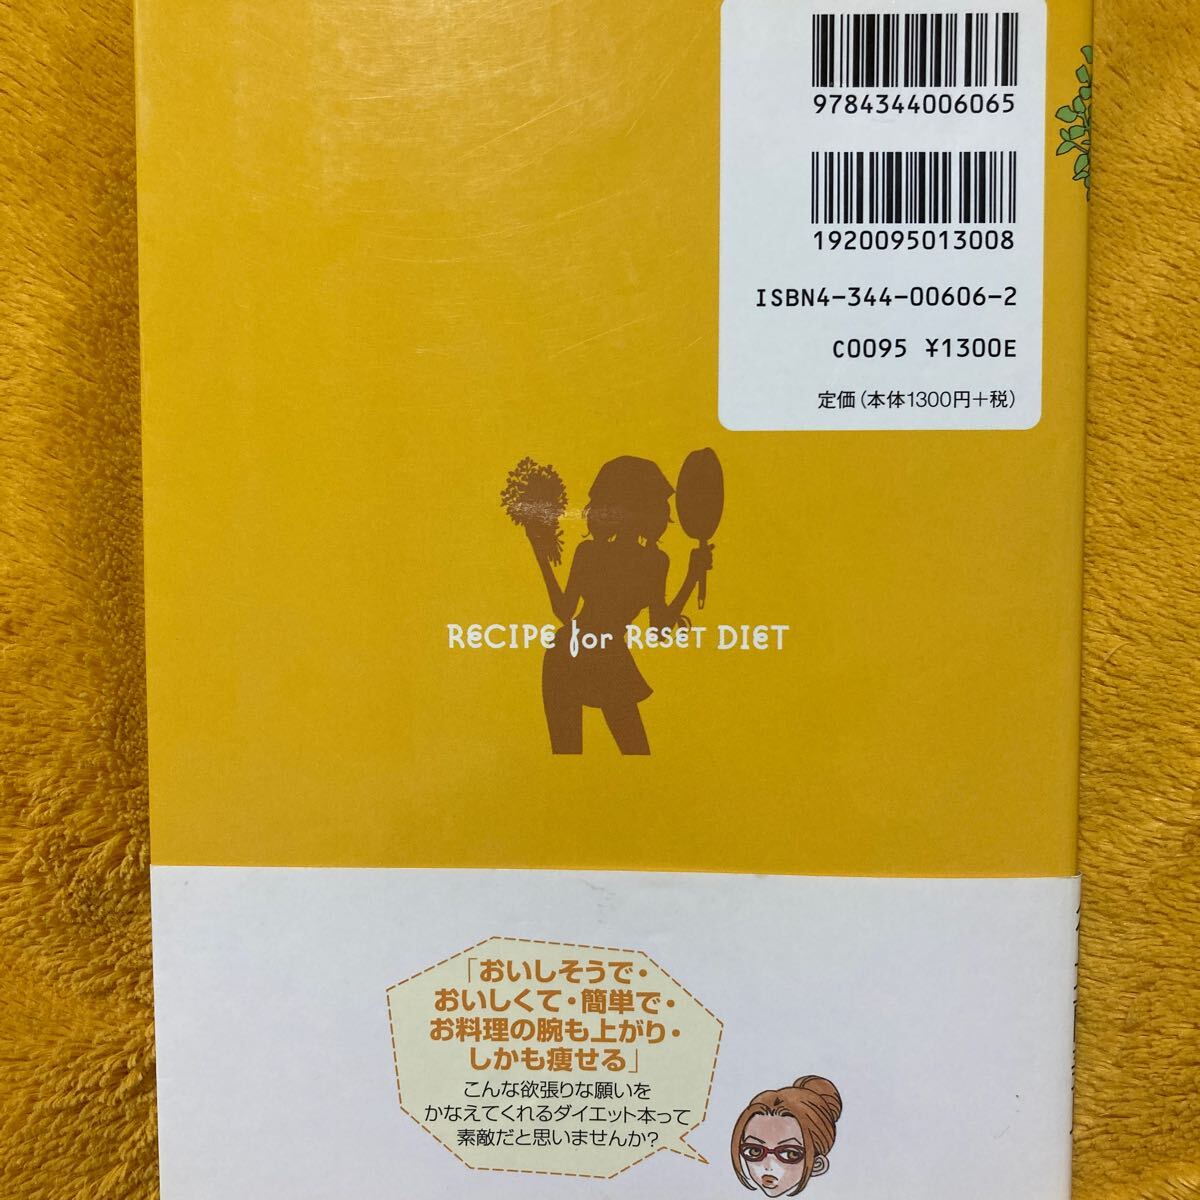 9784344006065
1920095013008
ISBN4-344-00606-2
C0095 ¥1300E
定価(本体1300円+税)
RECIPE for RESET DIET
「おいしそうで・
おいしくて・簡単で・
お料理の腕も上がり・
しかも痩せる」
こんな欲張りな願いを
かなえてくれるダイエット本って
素敵だと思いませんか?